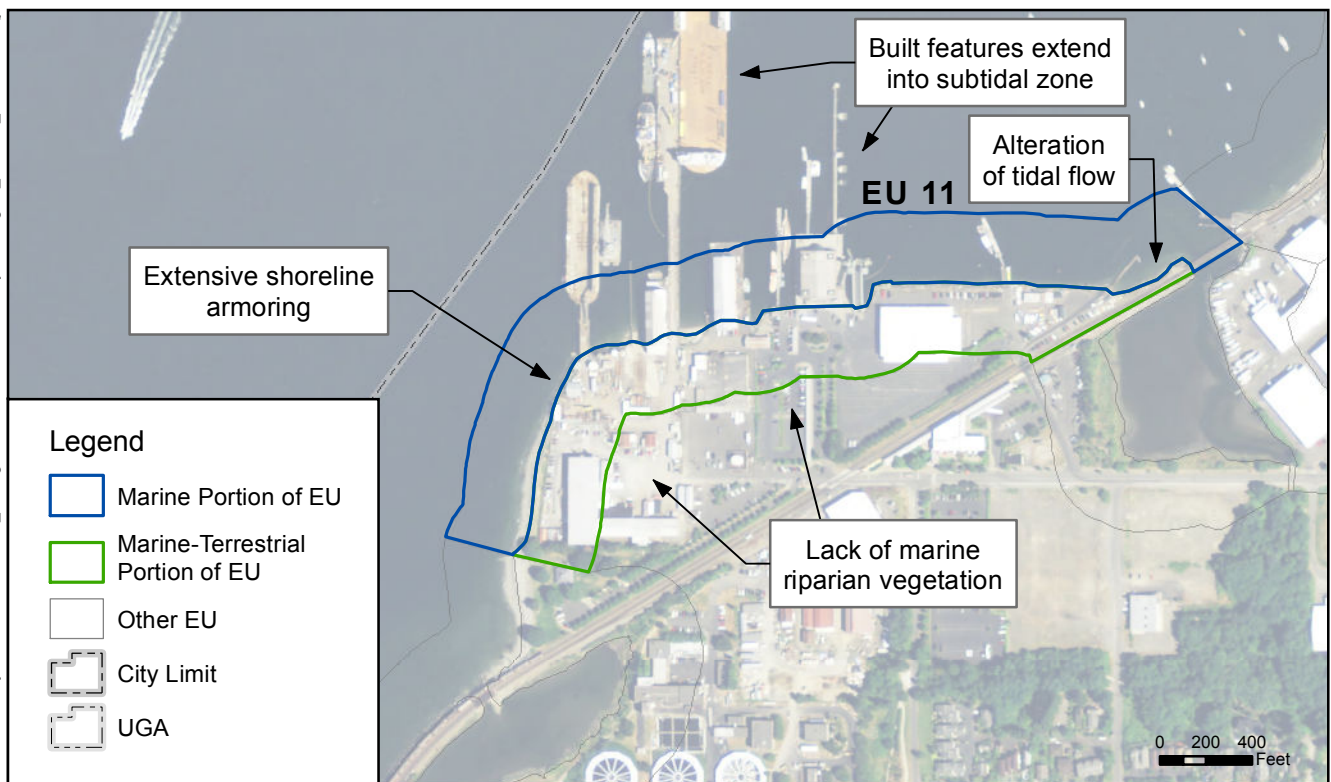 Built features extend
into subtidal zone
Alteration
of tidal flow
EU 11
Extensive shoreline
armoring
Lack of marine
riparian vegetation
Legend
Marine Portion of EU
Marine-Terrestrial
Portion of EU
Other EU
City Limit
UGA
0 200 400
Feet